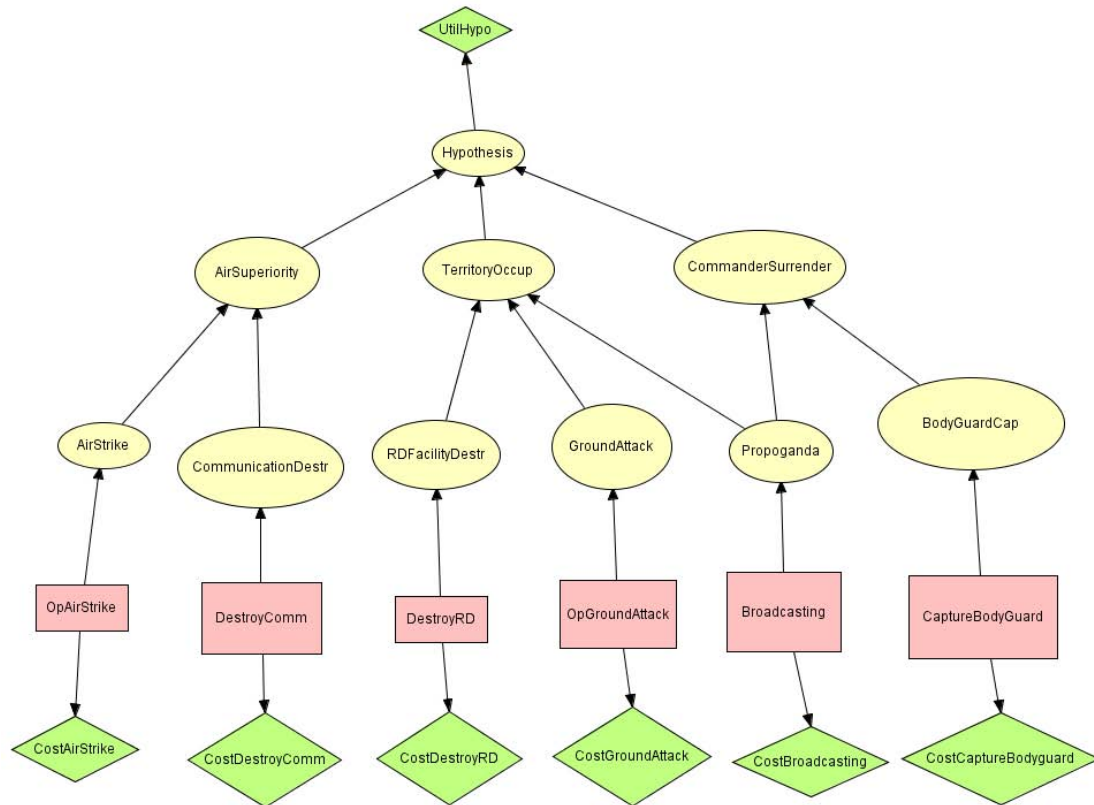 UtilHypo
Hypothesis
AirSuperiority
TerritoryOccup
CommanderSurrender
AirStrike
CommunicationDestr
RDFacilityDestr
GroundAttack
Propoganda
BodyGuardCap
OpAirStrike
DestroyComm
DestroyRD
OpGroundAttack
Broadcasting
CaptureBodyGuard
CostAirStrike
CostDestroyComm
CostDestroyRD
CostGroundAttack
CostBroadcasting
CostCaptureBodyguard